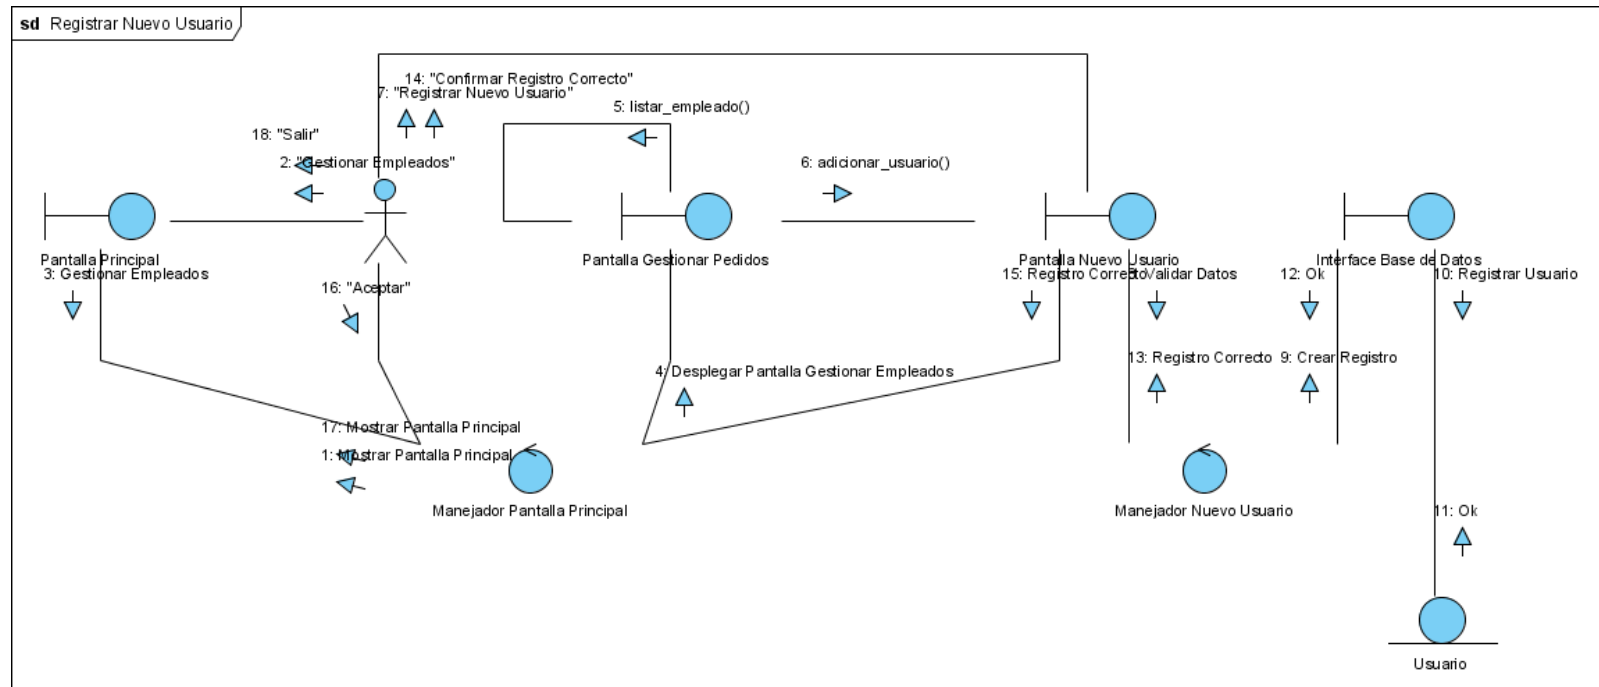 sd Registrar Nuevo Usuario
14: "Confirmar Registro Correcto"
7: "Registrar Nuevo Usuario"
5: listar_empleado()
18: "Salir"
2: "Gestionar Empleados"
6: adicionar_usuario()
Pantalla Principal
Pantalla Gestionar Pedidos
Pantalla Nuevo Usuario
Interface Base de Datos
3: Gestionar Empleados
15: Registro Correcto
Validar Datos
12: Ok
10: Registrar Usuario
16: "Aceptar"
13: Registro Correcto
9: Crear Registro
4: Desplegar Pantalla Gestionar Empleados
17: Mostrar Pantalla Principal
1: Mostrar Pantalla Principal
Manejador Pantalla Principal
Manejador Nuevo Usuario
11: Ok
Usuario